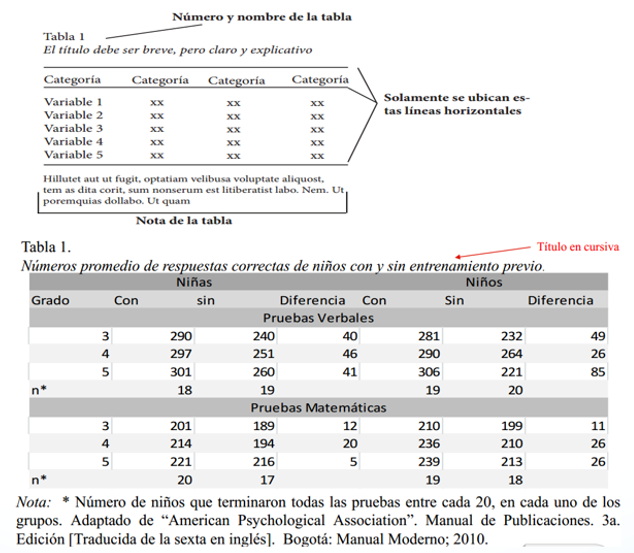 Número y nombre de la tabla
Tabla 1
El título debe ser breve, pero claro y explicativo
Categoría Categoría Categoría Categoría
Variable 1 xx xx xx
Variable 2 xx xx xx
Variable 3 xx xx xx
Variable 4 xx xx xx
Variable 5 xx xx xx
Solamente se ubican es-
tas líneas horizontales
Hillutet aut ut fugit, optatiam velibusa voluptate aliquost,
tem as dita corit, sum nonserum est litiberatist labo. Nem. Ut
poremquias dollabo. Ut quam
Nota de la tabla
Tabla 1.
Título en cursiva
Números promedio de respuestas correctas de niños con y sin entrenamiento previo.
Niñas Niños
Grado Con sin Diferencia Con Sin Diferencia
Pruebas Verbales
3 290 240 40 281 232 49
4 297 251 46 290 264 26
5 301 260 41 306 221 85
n* 18 19 19 20
Pruebas Matemáticas
3 201 189 12 210 199 11
4 214 194 20 236 210 26
5 221 216 5 239 213 26
n* 20 17 19 18
Nota: * Número de niños que terminaron todas las pruebas entre cada 20, en cada uno de los
grupos. Adaptado de “American Psychological Association”. Manual de Publicaciones. 3a.
Edición [Traducida de la sexta en inglés]. Bogotá: Manual Moderno; 2010.